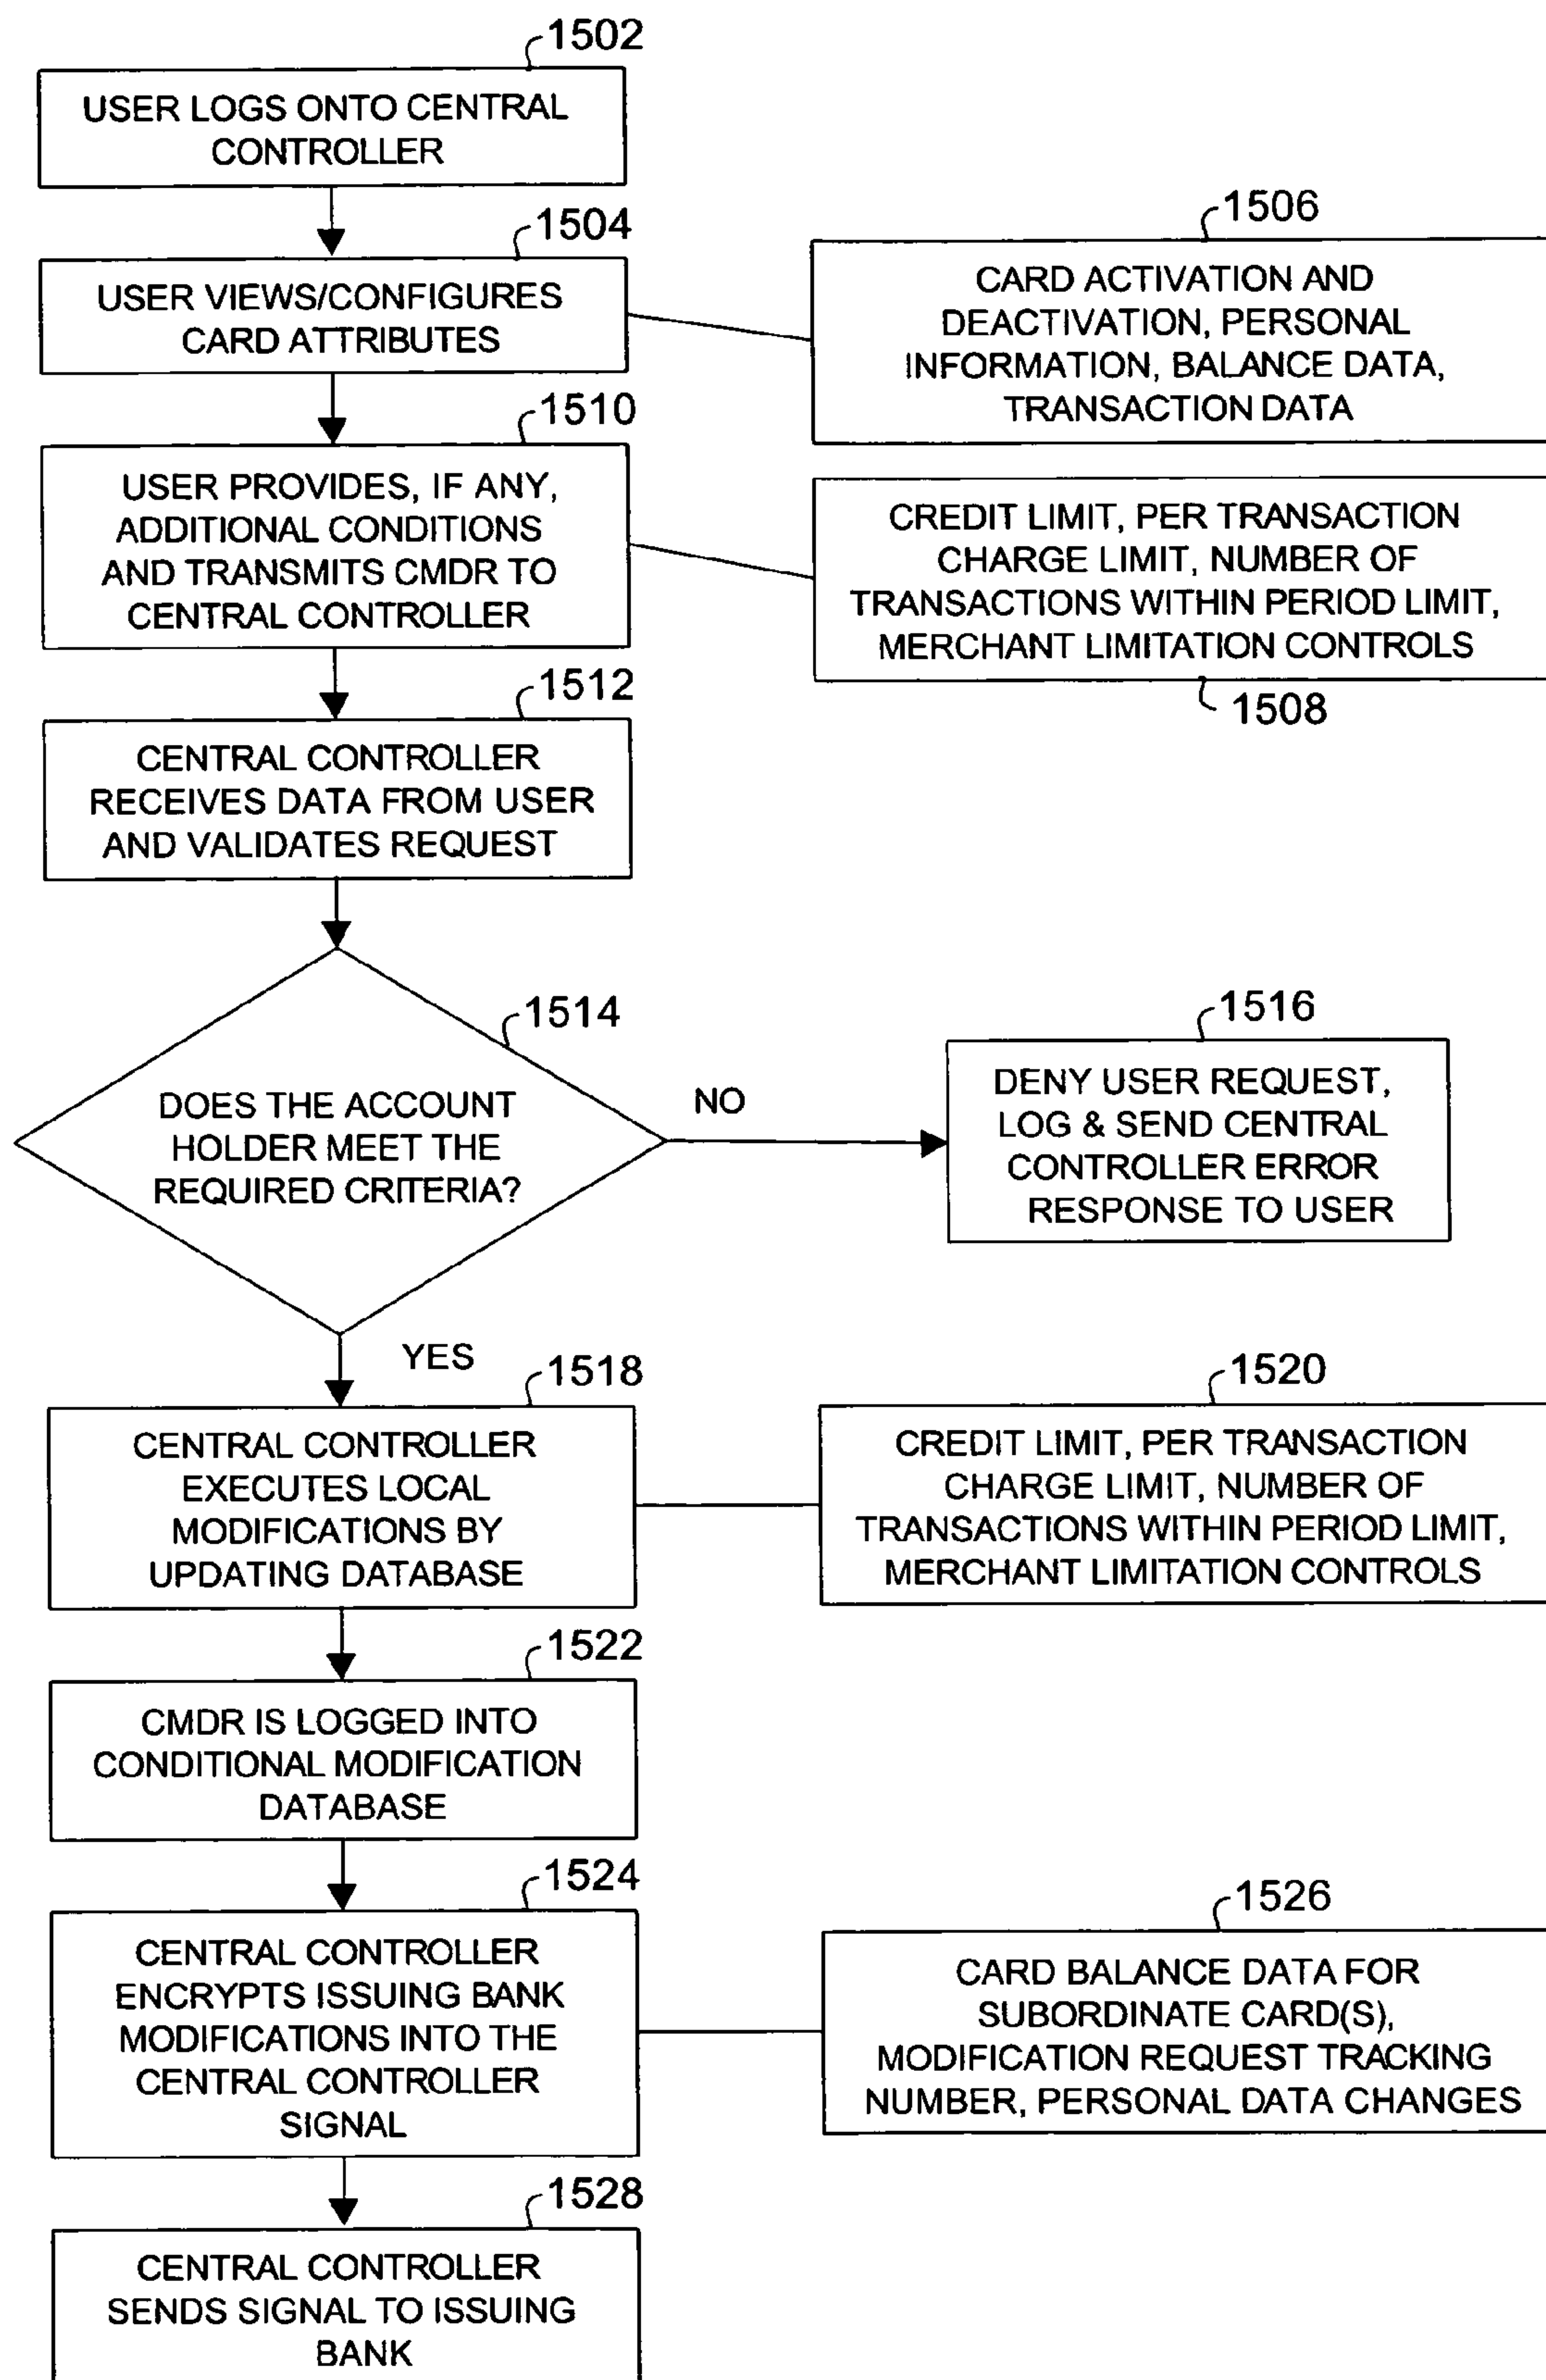 1502
USER LOGS ONTO CENTRAL
CONTROLLER
1504
USER VIEWS/CONFIGURES
CARD ATTRIBUTES
1506
CARD ACTIVATION AND
DEACTIVATION, PERSONAL
INFORMATION, BALANCE DATA,
TRANSACTION DATA
1510
USER PROVIDES, IF ANY,
ADDITIONAL CONDITIONS
AND TRANSMITS CMDR TO
CENTRAL CONTROLLER
CREDIT LIMIT, PER TRANSACTION
CHARGE LIMIT, NUMBER OF
TRANSACTIONS WITHIN PERIOD LIMIT,
MERCHANT LIMITATION CONTROLS
1508
1512
CENTRAL CONTROLLER
RECEIVES DATA FROM USER
AND VALIDATES REQUEST
1514
DOES THE ACCOUNT
HOLDER MEET THE
REQUIRED CRITERIA?
NO
1516
DENY USER REQUEST,
LOG & SEND CENTRAL
CONTROLLER ERROR
RESPONSE TO USER
YES
1518
CENTRAL CONTROLLER
EXECUTES LOCAL
MODIFICATIONS BY
UPDATING DATABASE
1520
CREDIT LIMIT, PER TRANSACTION
CHARGE LIMIT, NUMBER OF
TRANSACTIONS WITHIN PERIOD LIMIT,
MERCHANT LIMITATION CONTROLS
1522
CMDR IS LOGGED INTO
CONDITIONAL MODIFICATION
DATABASE
1524
CENTRAL CONTROLLER
ENCRYPTS ISSUING BANK
MODIFICATIONS INTO THE
CENTRAL CONTROLLER
SIGNAL
1526
CARD BALANCE DATA FOR
SUBORDINATE CARD(S),
MODIFICATION REQUEST TRACKING
NUMBER, PERSONAL DATA CHANGES
1528
CENTRAL CONTROLLER
SENDS SIGNAL TO ISSUING
BANK